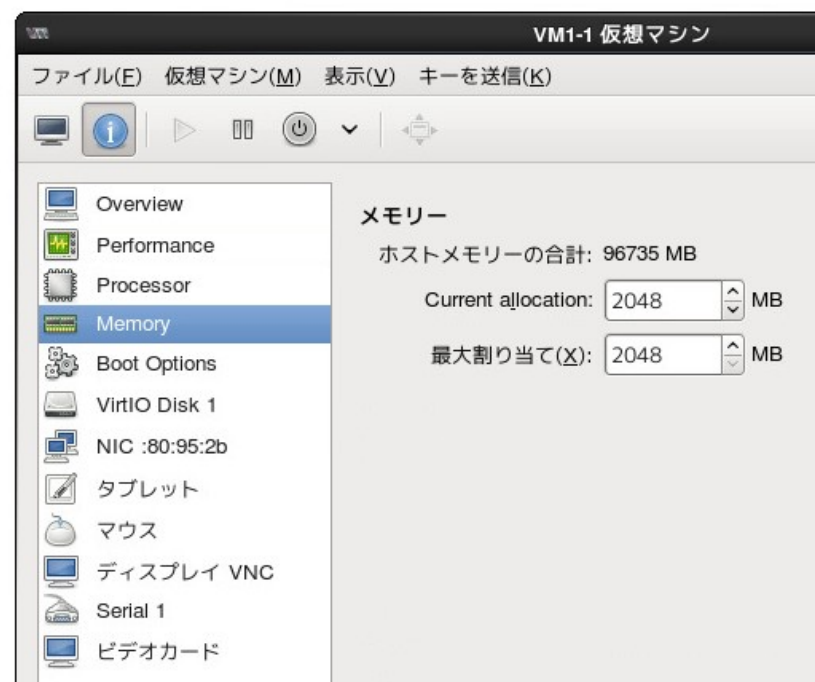 VM1-1 仮想マシン
ファイル(F) 仮想マシン(M) 表示(V) キーを送信(K)
Overview
Performance
Processor
Memory
Boot Options
VirtIO Disk 1
NIC :80:95:2b
タブレット
マウス
ディスプレイ VNC
Serial 1
ビデオカード
メモリー
ホストメモリーの合計: 96735 MB
Current allocation: 2048 MB
最大割り当て(X): 2048 MB